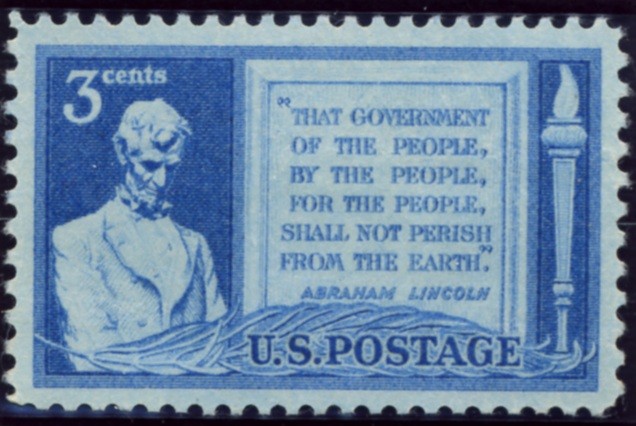 3 cents
"THAT GOVERNMENT
OF THE PEOPLE,
BY THE PEOPLE,
FOR THE PEOPLE,
SHALL NOT PERISH
FROM THE EARTH."
ABRAHAM LINCOLN
U.S. POSTAGE